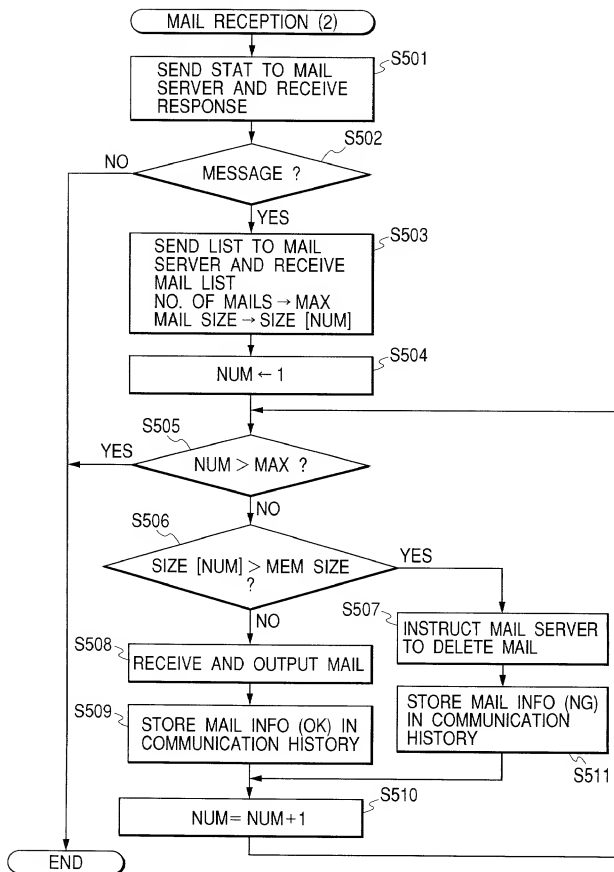 MAIL RECEPTION (2)
SEND STAT TO MAIL
SERVER AND RECEIVE
RESPONSE
S501
S502
NO
MESSAGE ?
YES
S503
SEND LIST TO MAIL
SERVER AND RECEIVE
MAIL LIST
NO. OF MAILS → MAX
MAIL SIZE → SIZE [NUM]
S504
NUM ← 1
S505
YES
NUM > MAX ?
NO
S506
SIZE [NUM] > MEM SIZE
?
YES
NO
S507
INSTRUCT MAIL SERVER
TO DELETE MAIL
S508
RECEIVE AND OUTPUT MAIL
S509
STORE MAIL INFO (OK) IN
COMMUNICATION HISTORY
STORE MAIL INFO (NG)
IN COMMUNICATION
HISTORY
S511
S510
NUM= NUM+1
END